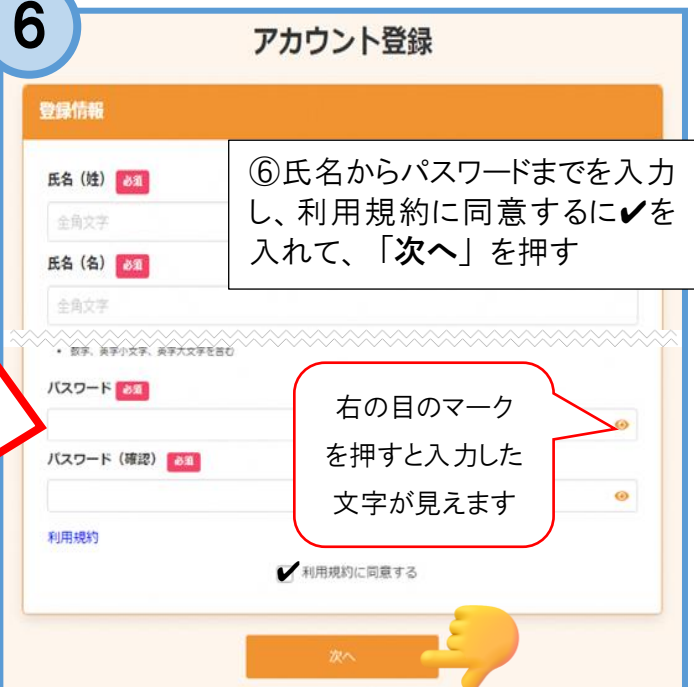 6
アカウント登録
登録情報
氏名（姓） 必須
全角文字
⑥氏名からパスワードまでを入力
し、利用規約に同意するに✔を
入れて、「次へ」を押す
氏名（名） 必須
全角文字
• 数字、英字小文字、英字大文字を含む
パスワード 必須
右の目のマーク
を押すと入力した
文字が見えます
パスワード（確認） 必須
利用規約
✔利用規約に同意する
次へ